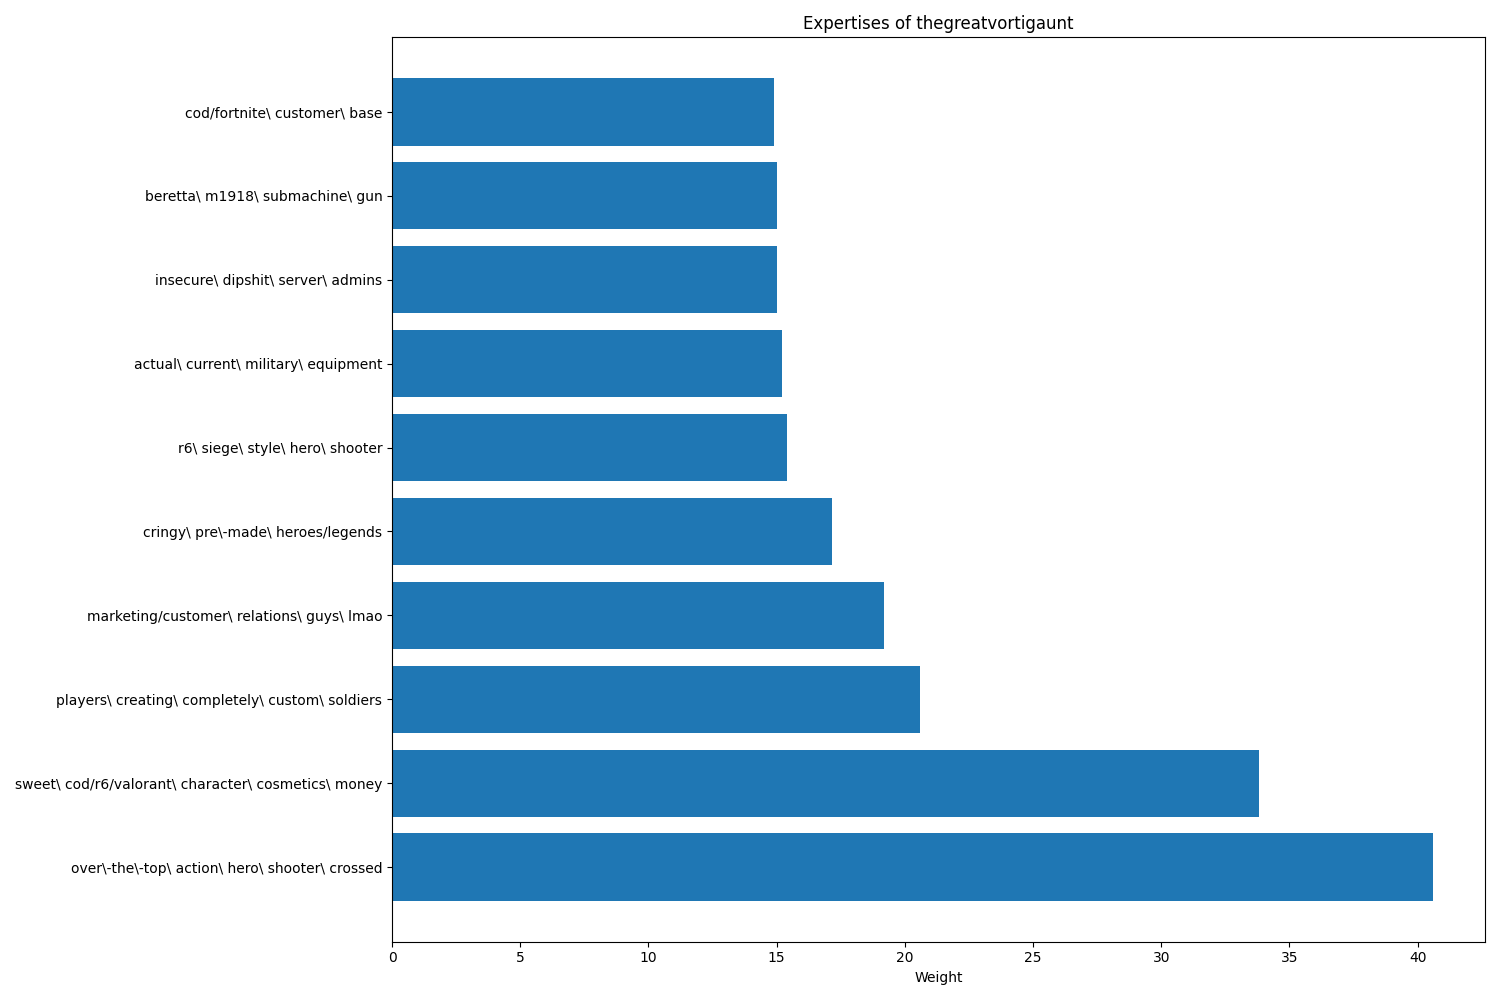 Expertises of thegreatvortigaunt
cod/fortnite\ customer\ base
beretta\ m1918\ submachine\ gun
insecure\ dipshit\ server\ admins
actual\ current\ military\ equipment
r6\ siege\ style\ hero\ shooter
cringy\ pre\-made\ heroes/legends
marketing/customer\ relations\ guys\ lmao
players\ creating\ completely\ custom\ soldiers
sweet\ cod/r6/valorant\ character\ cosmetics\ money
over\-the\-top\ action\ hero\ shooter\ crossed
0 5 10 15 20 25 30 35 40
Weight